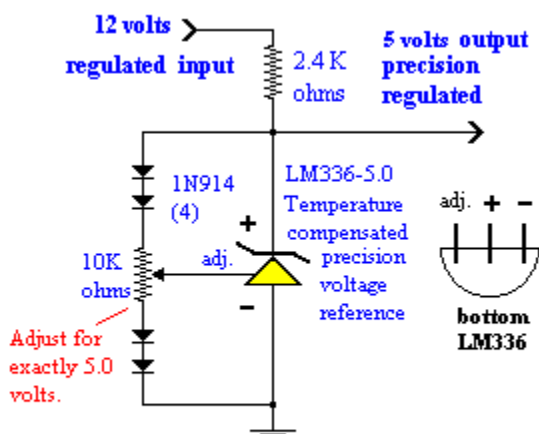 12 volts
regulated input
2.4 K
ohms
5 volts output
precision
regulated
1N914
(4)
LM336-5.0
Temperature
compensated
precision
voltage
reference
+
adj.
-
10K
ohms
Adjust for
exactly 5.0
volts.
adj. + -
bottom
LM336